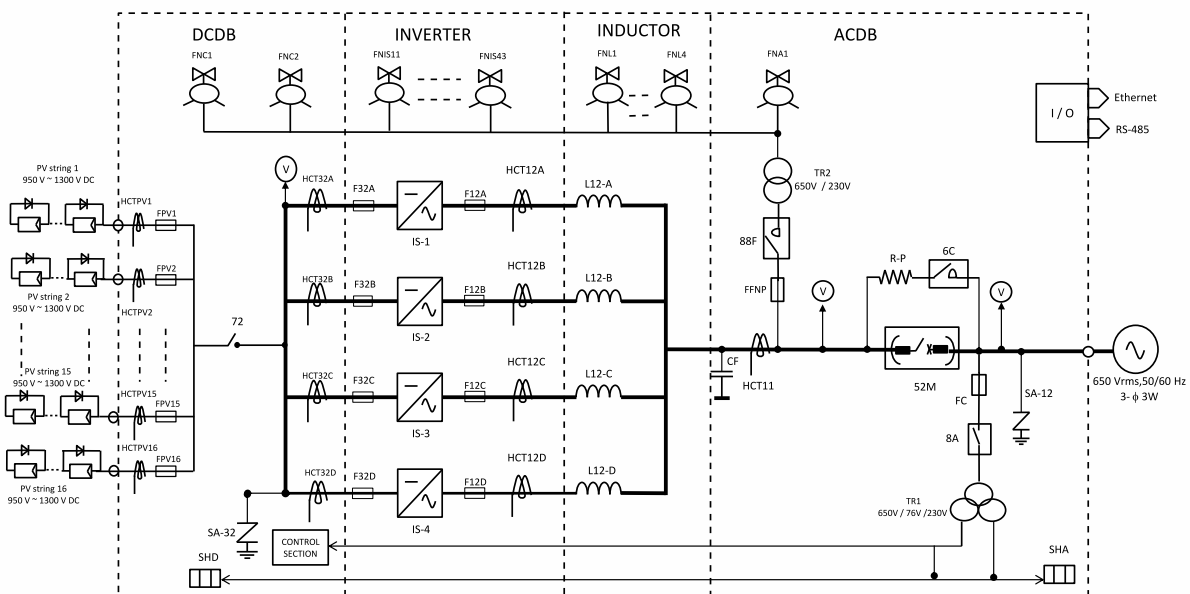 DCDB
INVERTER
INDUCTOR
ACDB
FNC1
FNC2
FNIS11
FNIS43
FNL1
FNL4
FNA1
I / O
Ethernet
RS-485
PV string 1
950 V ~ 1300 V DC
HCTPV1
FPV1
V
HCT32A
F32A
IS-1
F12A
HCT12A
L12-A
TR2
650V / 230V
88F
FFNP
FPV2
PV string 2
950 V ~ 1300 V DC
HCTPV2
72
HCT32B
F32B
IS-2
F12B
HCT12B
L12-B
V
R-P
6C
V
CF
HCT11
52M
650 Vrms,50/60 Hz
3- ϕ 3W
PV string 15
950 V ~ 1300 V DC
HCTPV15
FPV15
HCT32C
F32C
IS-3
F12C
HCT12C
L12-C
FC
SA-12
8A
HCTPV16
FPV16
PV string 16
950 V ~ 1300 V DC
HCT32D
F32D
IS-4
F12D
HCT12D
L12-D
TR1
650V / 76V /230V
SA-32
CONTROL
SECTION
SHD
SHA